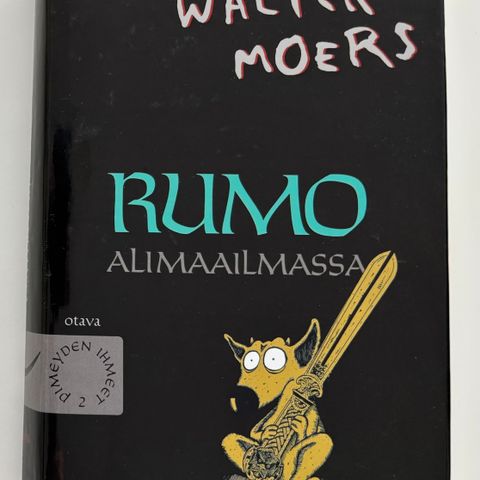 WALTER
MOERS
RUMO
ALIMAAILMASSA
otava
PIMEYDEN IHMEET
2